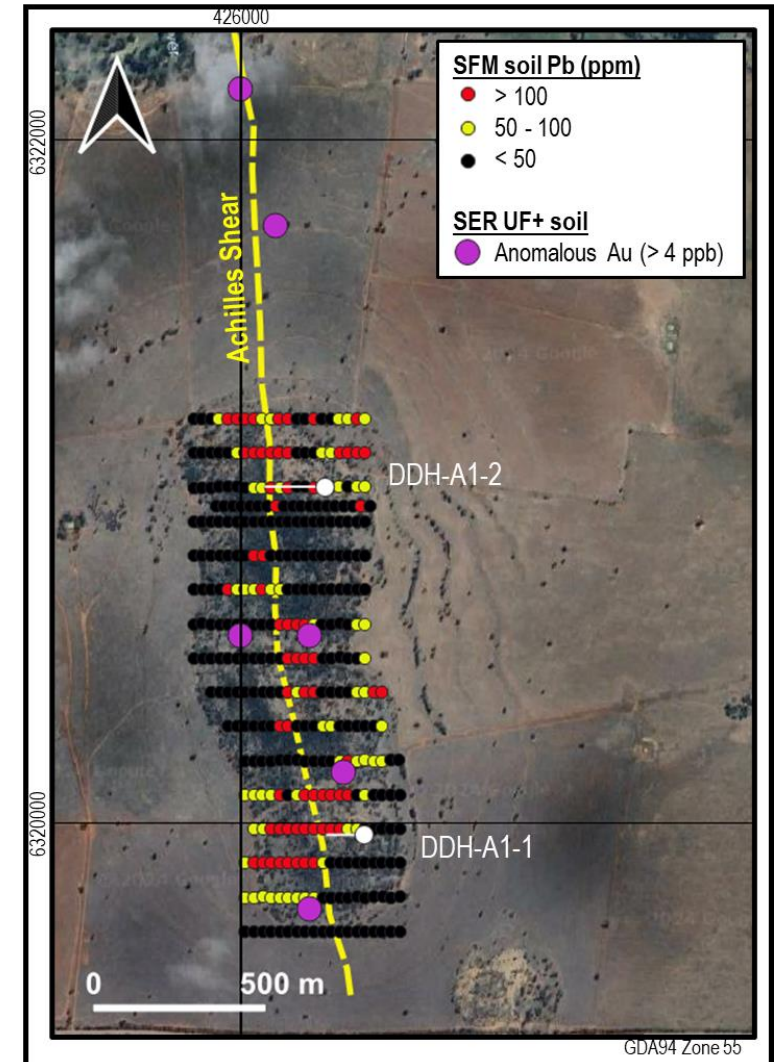 426000
SFM soil Pb (ppm)
> 100
50 - 100
< 50
SER UF+ soil
Anomalous Au (> 4 ppb)
6322000
Achilles Shear
DDH-A1-2
6320000
DDH-A1-1
0 500 m
GDA94 Zone 55